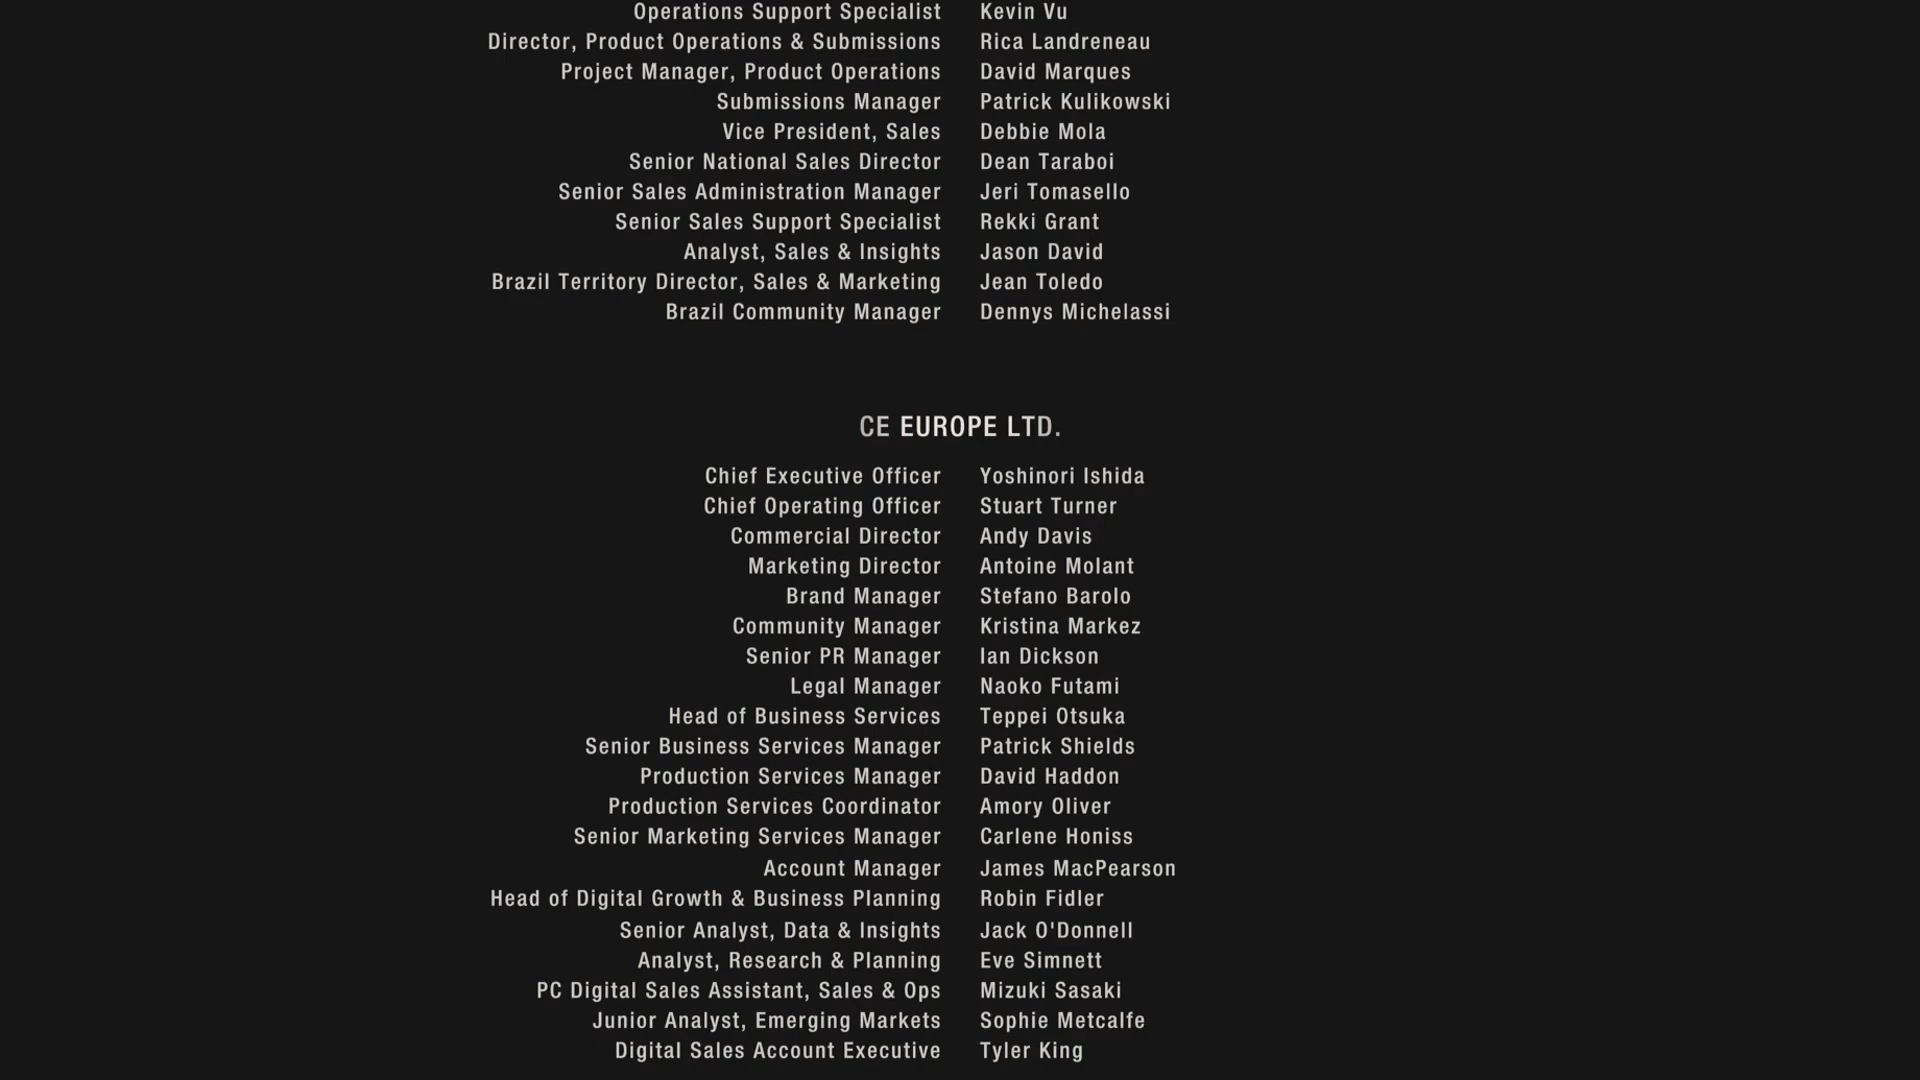 Operations Support Specialist Kevin Vu
Director, Product Operations & Submissions Rica Landreneau
Project Manager, Product Operations David Marques
Submissions Manager Patrick Kulikowski
Vice President, Sales Debbie Mola
Senior National Sales Director Dean Taraboi
Senior Sales Administration Manager Jeri Tomasello
Senior Sales Support Specialist Rekki Grant
Analyst, Sales & Insights Jason David
Brazil Territory Director, Sales & Marketing Jean Toledo
Brazil Community Manager Dennys Michelassi
CE EUROPE LTD.
Chief Executive Officer Yoshinori Ishida
Chief Operating Officer Stuart Turner
Commercial Director Andy Davis
Marketing Director Antoine Molant
Brand Manager Stefano Barolo
Community Manager Kristina Markez
Senior PR Manager Ian Dickson
Legal Manager Naoko Futami
Head of Business Services Teppei Otsuka
Senior Business Services Manager Patrick Shields
Production Services Manager David Haddon
Production Services Coordinator Amory Oliver
Senior Marketing Services Manager Carlene Honiss
Account Manager James MacPearson
Head of Digital Growth & Business Planning Robin Fidler
Senior Analyst, Data & Insights Jack O'Donnell
Analyst, Research & Planning Eve Simnett
PC Digital Sales Assistant, Sales & Ops Mizuki Sasaki
Junior Analyst, Emerging Markets Sophie Metcalfe
Digital Sales Account Executive Tyler King